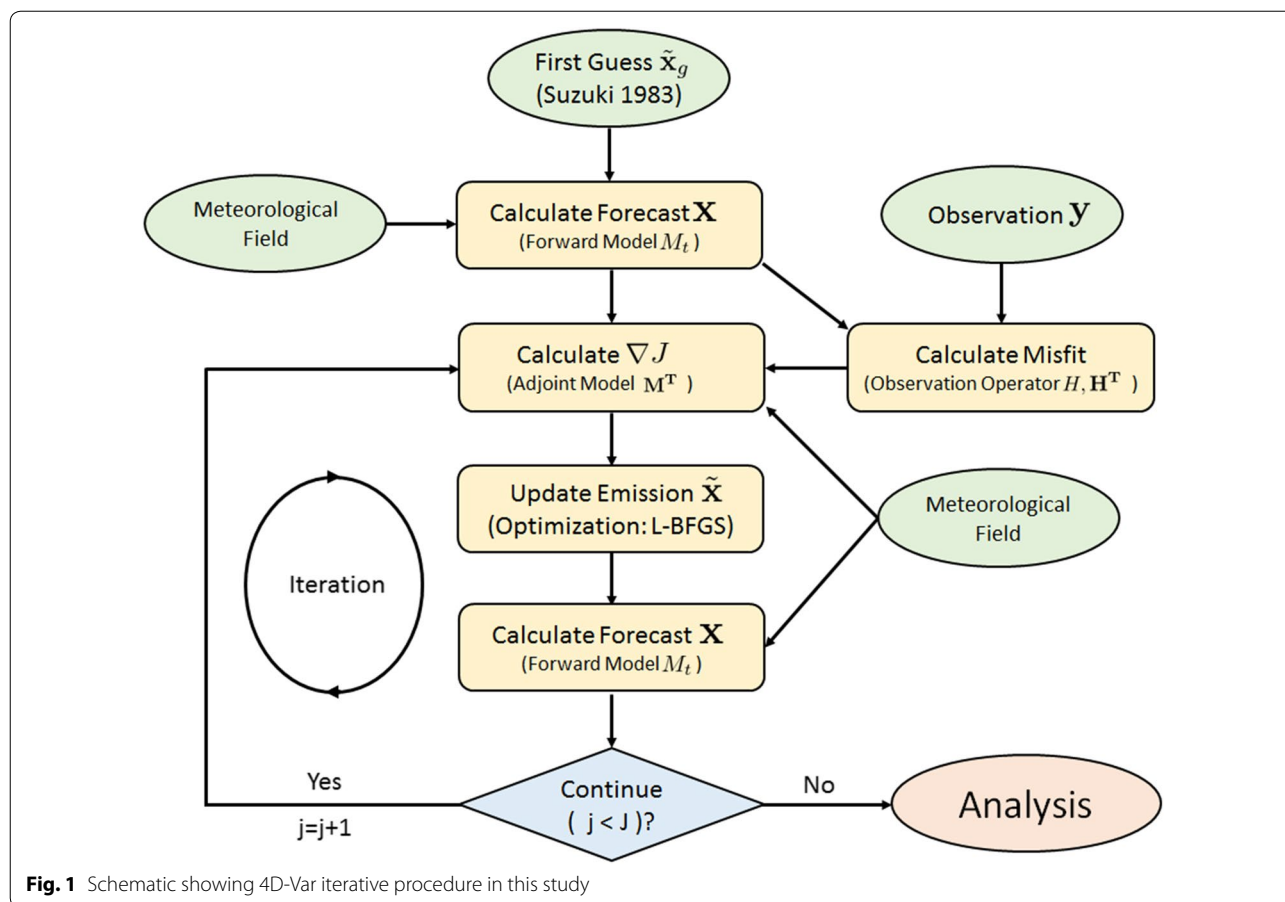 First Guess x̃g
(Suzuki 1983)
Meteorological
Field
Calculate Forecast X
(Forward Model Mt )
Observation y
Calculate ∇J
(Adjoint Model M^T )
Calculate Misfit
(Observation Operator H, H^T )
Update Emission x̃
(Optimization: L-BFGS)
Meteorological
Field
Iteration
Calculate Forecast X
(Forward Model Mt )
Continue
( j < J )?
Yes
j=j+1
No
Analysis
Fig. 1 Schematic showing 4D-Var iterative procedure in this study